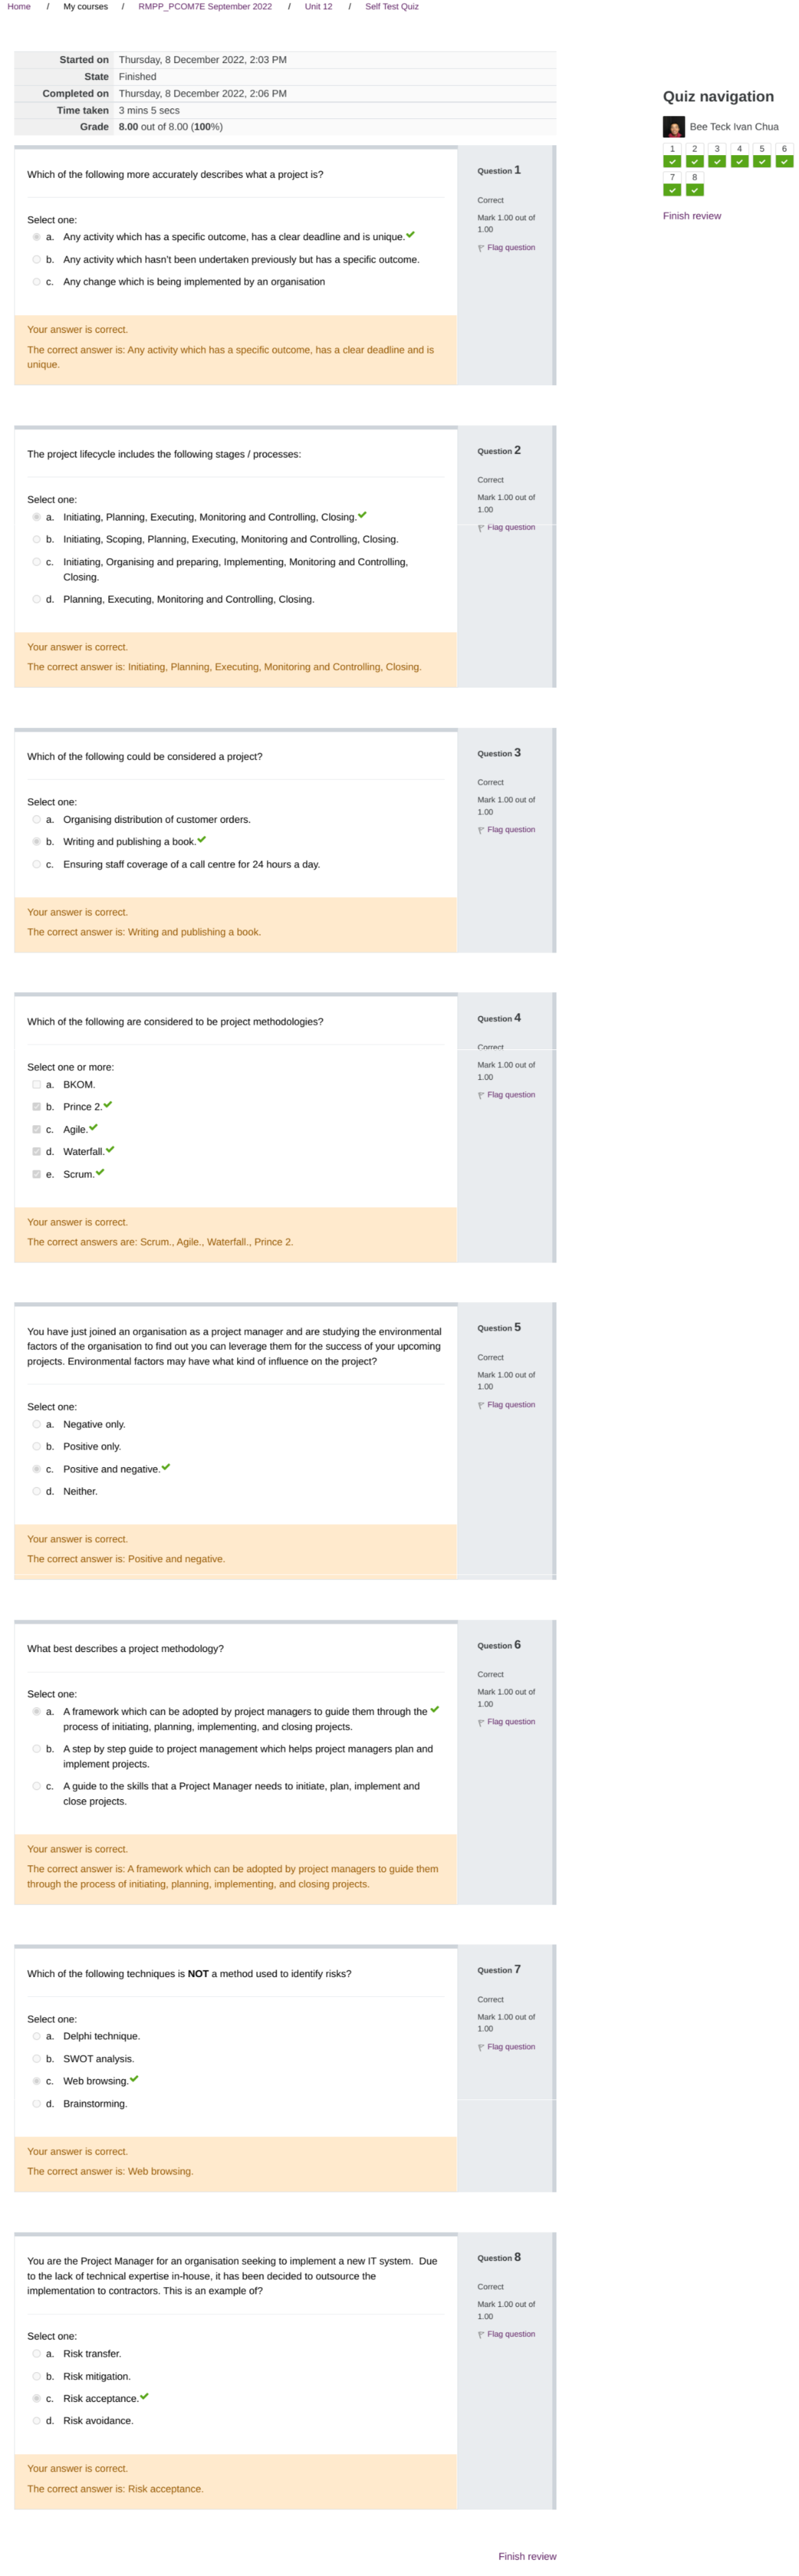 Home / My courses / RMPP_PCOM7E September 2022 / Unit 12 / Self Test Quiz
Started on Thursday, 8 December 2022, 2:03 PM
State Finished
Completed on Thursday, 8 December 2022, 2:06 PM
Time taken 3 mins 5 secs
Grade 8.00 out of 8.00 (100%)
Quiz navigation
Bee Teck Ivan Chua
1 2 3 4 5 6
7 8
Finish review
Question 1
Correct
Mark 1.00 out of
1.00
Flag question
Which of the following more accurately describes what a project is?
Select one:
a. Any activity which has a specific outcome, has a clear deadline and is unique.
b. Any activity which hasn't been undertaken previously but has a specific outcome.
c. Any change which is being implemented by an organisation
Your answer is correct.
The correct answer is: Any activity which has a specific outcome, has a clear deadline and is
unique.
Question 2
Correct
Mark 1.00 out of
1.00
Flag question
The project lifecycle includes the following stages / processes:
Select one:
a. Initiating, Planning, Executing, Monitoring and Controlling, Closing.
b. Initiating, Scoping, Planning, Executing, Monitoring and Controlling, Closing.
c. Initiating, Organising and preparing, Implementing, Monitoring and Controlling,
Closing.
d. Planning, Executing, Monitoring and Controlling, Closing.
Your answer is correct.
The correct answer is: Initiating, Planning, Executing, Monitoring and Controlling, Closing.
Question 3
Correct
Mark 1.00 out of
1.00
Flag question
Which of the following could be considered a project?
Select one:
a. Organising distribution of customer orders.
b. Writing and publishing a book.
c. Ensuring staff coverage of a call centre for 24 hours a day.
Your answer is correct.
The correct answer is: Writing and publishing a book.
Question 4
Correct
Mark 1.00 out of
1.00
Flag question
Which of the following are considered to be project methodologies?
Select one or more:
a. BKOM.
b. Prince 2.
c. Agile.
d. Waterfall.
e. Scrum.
Your answer is correct.
The correct answers are: Scrum., Agile., Waterfall., Prince 2.
Question 5
Correct
Mark 1.00 out of
1.00
Flag question
You have just joined an organisation as a project manager and are studying the environmental
factors of the organisation to find out you can leverage them for the success of your upcoming
projects. Environmental factors may have what kind of influence on the project?
Select one:
a. Negative only.
b. Positive only.
c. Positive and negative.
d. Neither.
Your answer is correct.
The correct answer is: Positive and negative.
Question 6
Correct
Mark 1.00 out of
1.00
Flag question
What best describes a project methodology?
Select one:
a. A framework which can be adopted by project managers to guide them through the
process of initiating, planning, implementing, and closing projects.
b. A step by step guide to project management which helps project managers plan and
implement projects.
c. A guide to the skills that a Project Manager needs to initiate, plan, implement and
close projects.
Your answer is correct.
The correct answer is: A framework which can be adopted by project managers to guide them
through the process of initiating, planning, implementing, and closing projects.
Question 7
Correct
Mark 1.00 out of
1.00
Flag question
Which of the following techniques is NOT a method used to identify risks?
Select one:
a. Delphi technique.
b. SWOT analysis.
c. Web browsing.
d. Brainstorming.
Your answer is correct.
The correct answer is: Web browsing.
Question 8
Correct
Mark 1.00 out of
1.00
Flag question
You are the Project Manager for an organisation seeking to implement a new IT system. Due
to the lack of technical expertise in-house, it has been decided to outsource the
implementation to contractors. This is an example of?
Select one:
a. Risk transfer.
b. Risk mitigation.
c. Risk acceptance.
d. Risk avoidance.
Your answer is correct.
The correct answer is: Risk acceptance.
Finish review